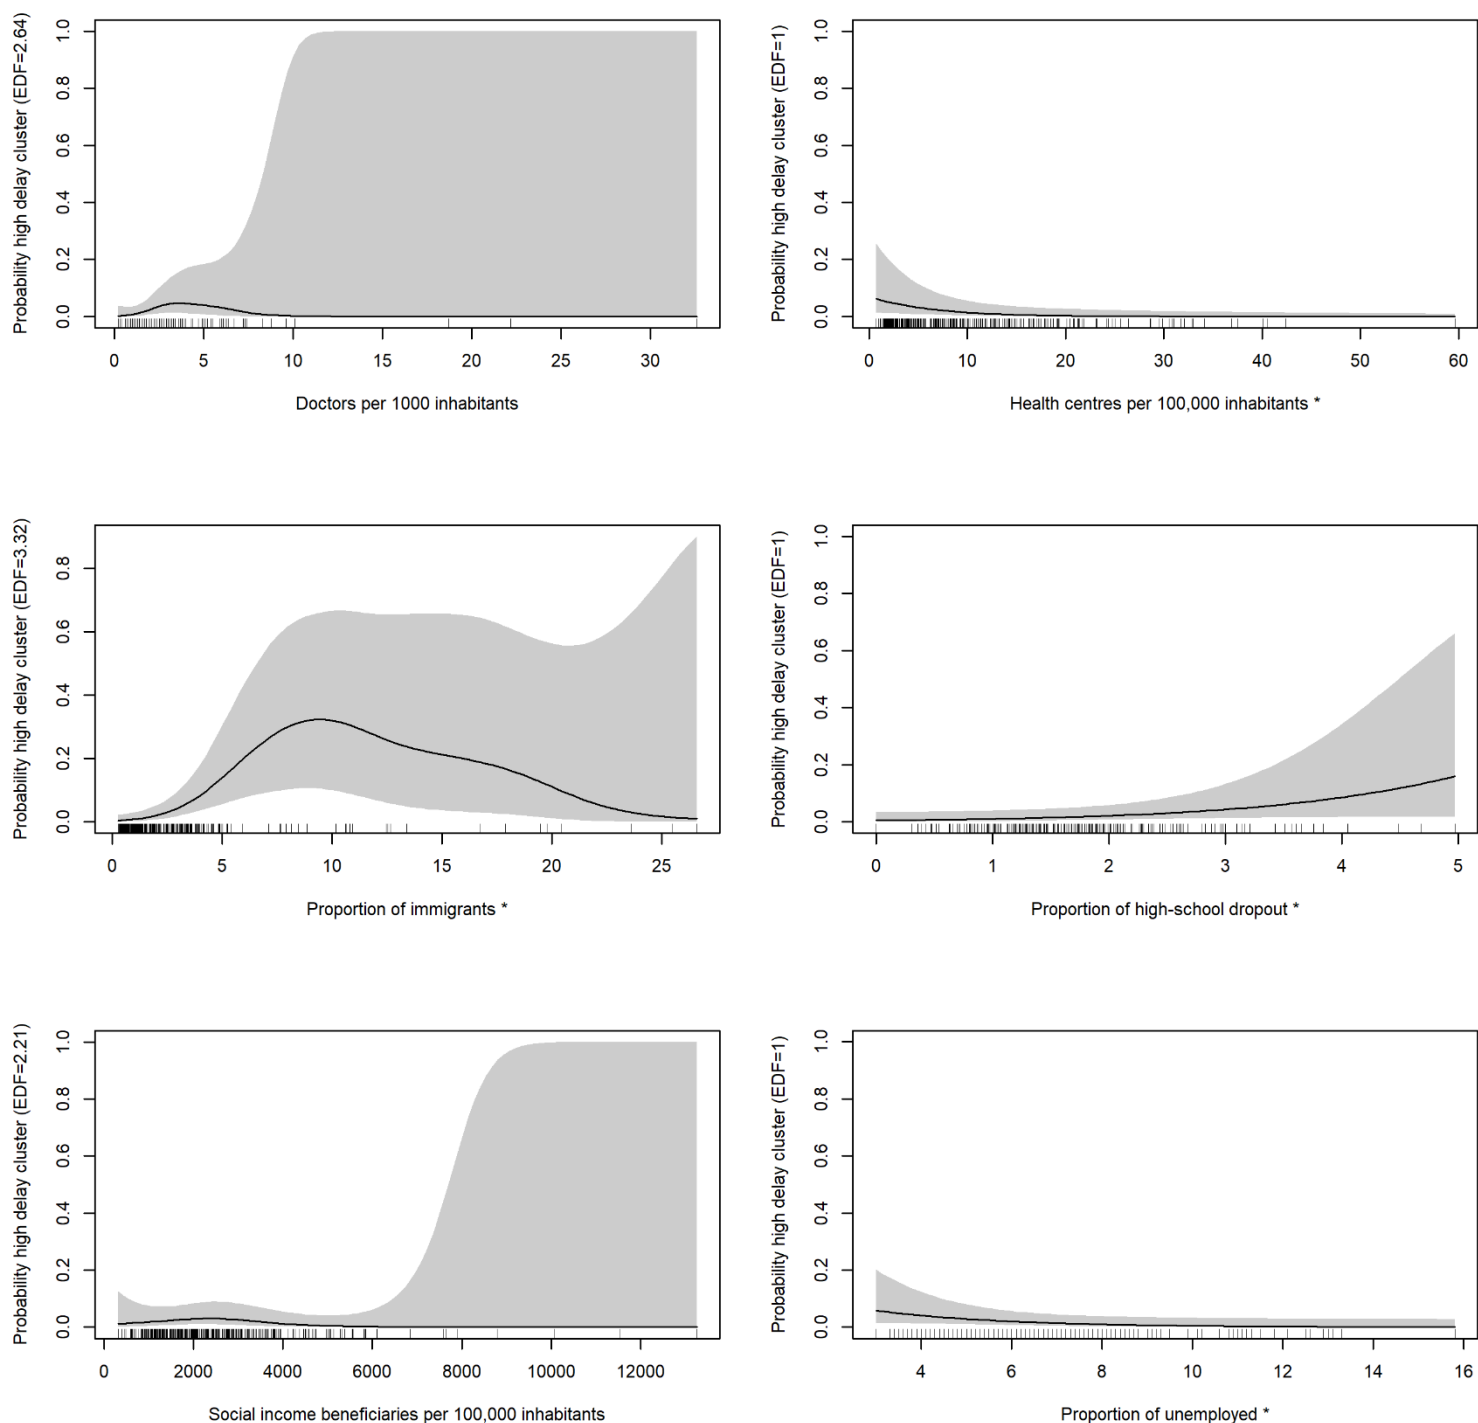 Probability high delay cluster (EDF=2.64)
0.0 0.2 0.4 0.6 0.8 1.0
0 5 10 15 20 25 30
Doctors per 1000 inhabitants
Probability high delay cluster (EDF=1)
0.0 0.2 0.4 0.6 0.8 1.0
0 10 20 30 40 50 60
Health centres per 100,000 inhabitants *
Probability high delay cluster (EDF=3.32)
0.0 0.2 0.4 0.6 0.8
0 5 10 15 20 25
Proportion of immigrants *
Probability high delay cluster (EDF=1)
0.0 0.2 0.4 0.6 0.8 1.0
0 1 2 3 4 5
Proportion of high-school dropout *
Probability high delay cluster (EDF=2.21)
0.0 0.2 0.4 0.6 0.8 1.0
0 2000 4000 6000 8000 10000 12000
Social income beneficiaries per 100,000 inhabitants
Probability high delay cluster (EDF=1)
0.0 0.2 0.4 0.6 0.8 1.0
4 6 8 10 12 14 16
Proportion of unemployed *